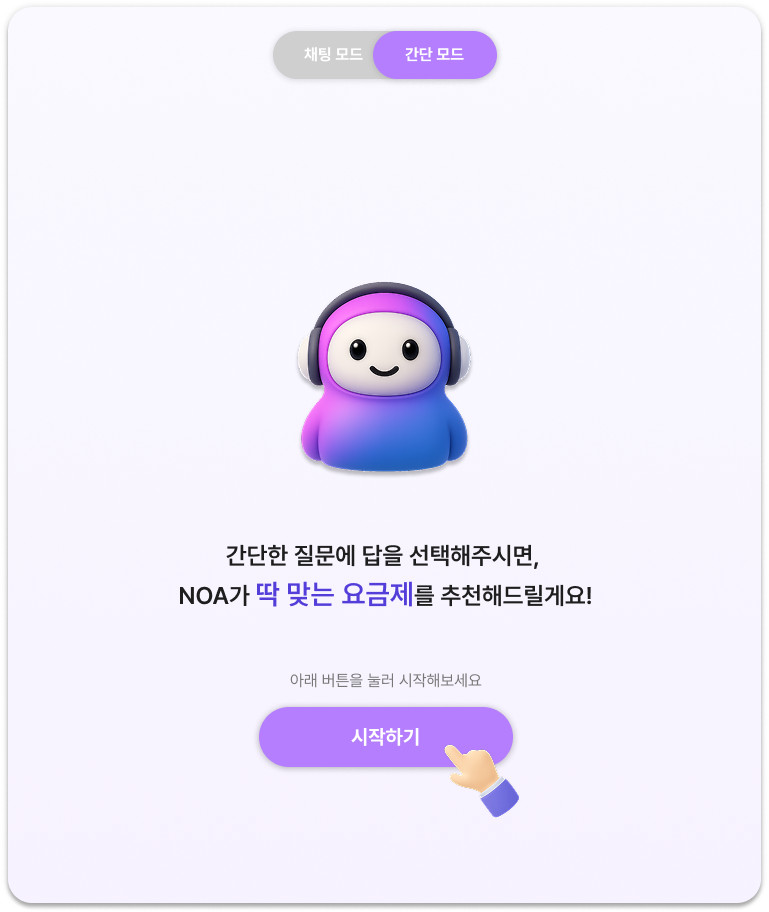 채팅 모드
간단 모드
간단한 질문에 답을 선택해주시면,
NOA가 딱 맞는 요금제를 추천해드릴게요!
아래 버튼을 눌러 시작해보세요
시작하기